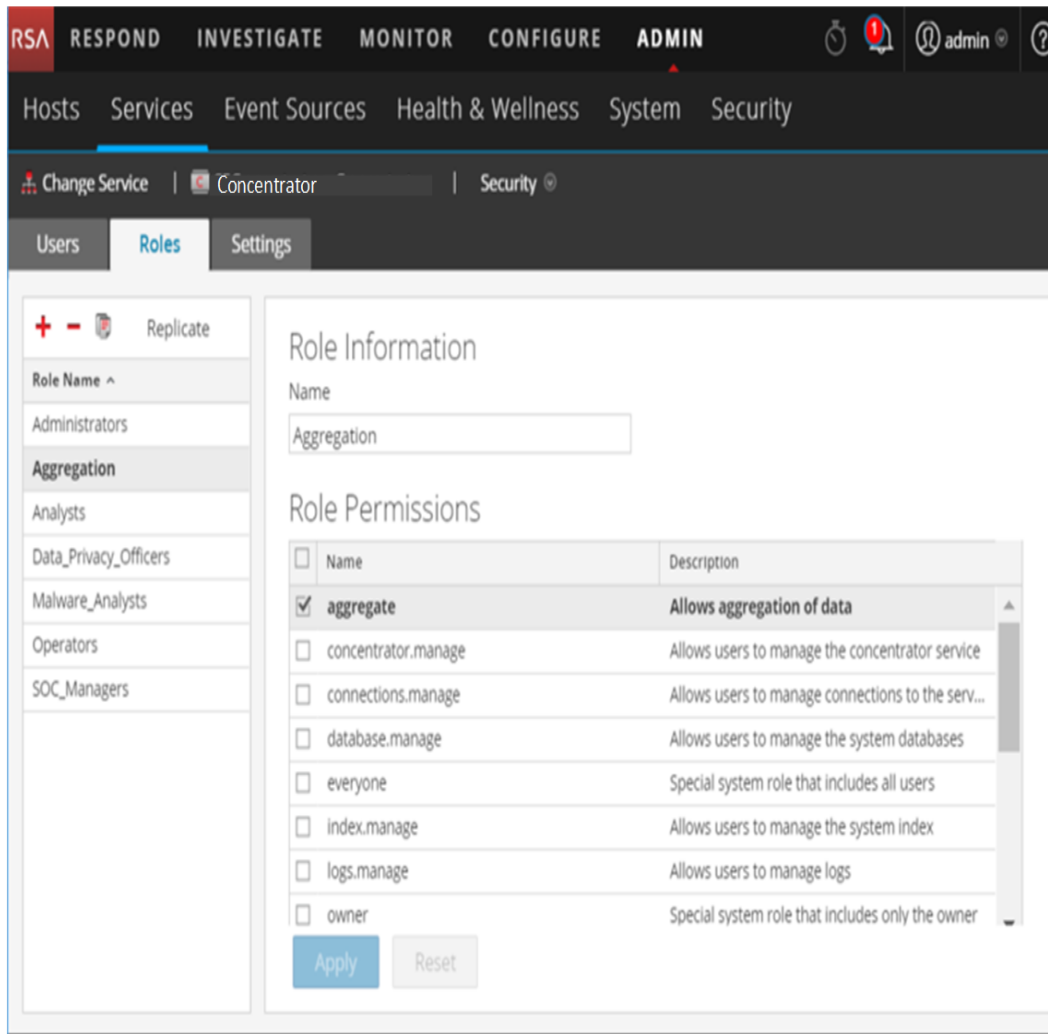 RSA RESPOND INVESTIGATE MONITOR CONFIGURE ADMIN 1 admin ?
Hosts Services Event Sources Health & Wellness System Security
Change Service | C Concentrator | Security
Users Roles Settings
Replicate
Role Name
Administrators
Aggregation
Analysts
Data_Privacy_Officers
Malware_Analysts
Operators
SOC_Managers
Role Information
Name
Aggregation
Role Permissions
Name Description
aggregate Allows aggregation of data
concentrator.manage Allows users to manage the concentrator service
connections.manage Allows users to manage connections to the serv...
database.manage Allows users to manage the system databases
everyone Special system role that includes all users
index.manage Allows users to manage the system index
logs.manage Allows users to manage logs
owner Special system role that includes only the owner
Apply Reset